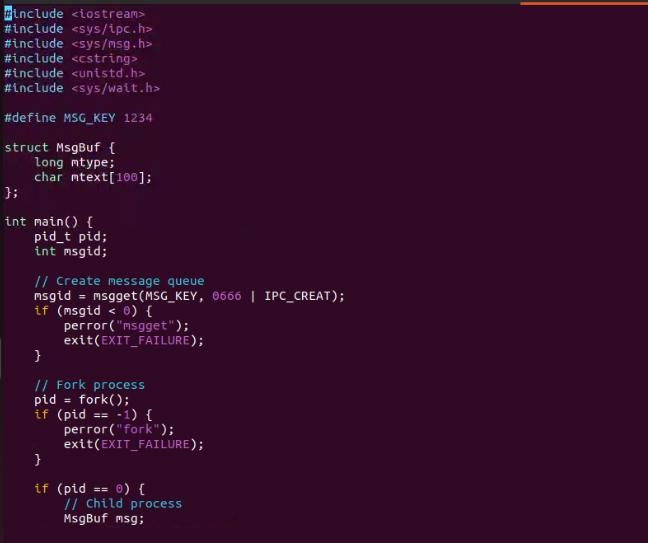 #include <iostream>
#include <sys/ipc.h>
#include <sys/msg.h>
#include <cstring>
#include <unistd.h>
#include <sys/wait.h>

#define MSG_KEY 1234

struct MsgBuf {
    long mtype;
    char mtext[100];
};

int main() {
    pid_t pid;
    int msgid;

    // Create message queue
    msgid = msgget(MSG_KEY, 0666 | IPC_CREAT);
    if (msgid < 0) {
        perror("msgget");
        exit(EXIT_FAILURE);
    }

    // Fork process
    pid = fork();
    if (pid == -1) {
        perror("fork");
        exit(EXIT_FAILURE);
    }

    if (pid == 0) {
        // Child process
        MsgBuf msg;